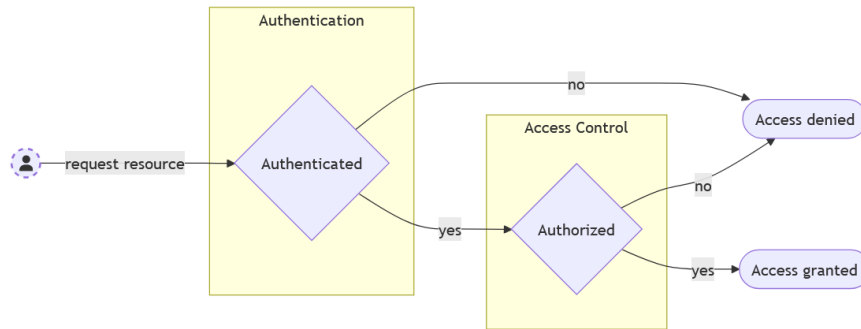 Authentication
no
Access denied
Access Control
request resource
Authenticated
no
yes
Authorized
yes
Access granted